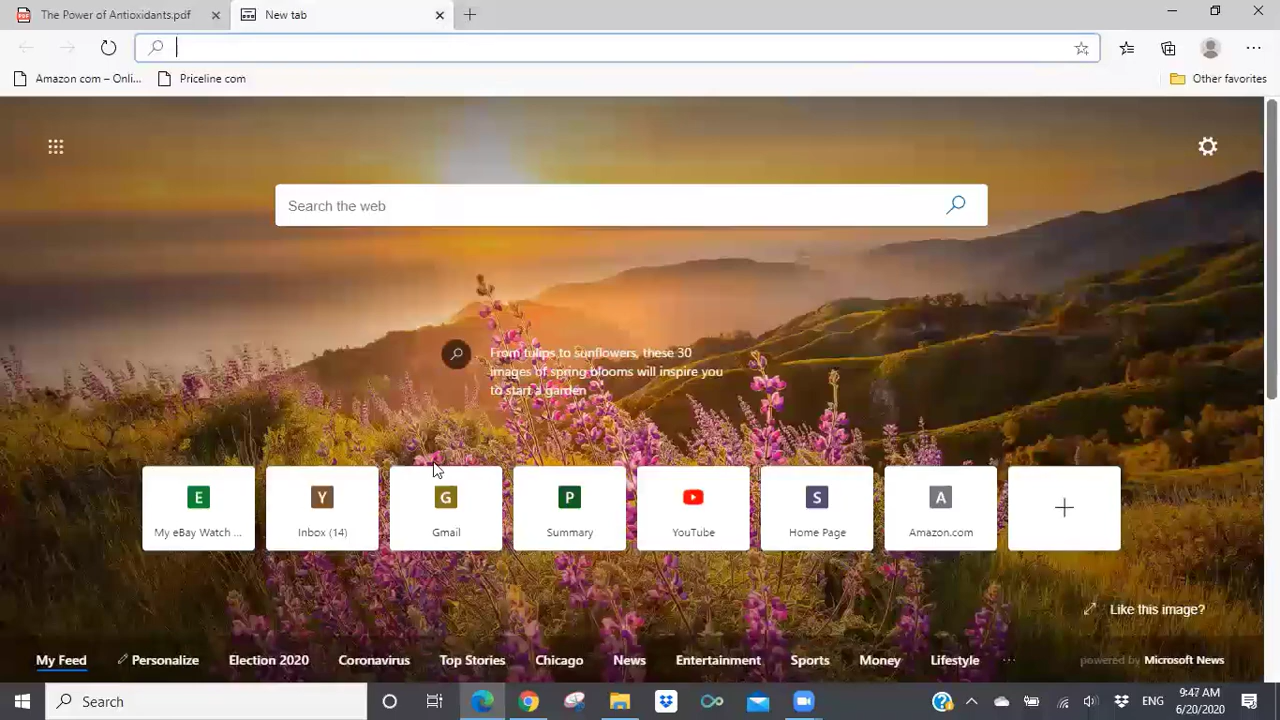 The Power of Antioxidants.pdf
New tab
Amazon com – Onli...
Priceline com
Other favorites
Search the web
From tulips to sunflowers, these 30
images of spring blooms will inspire you
to start a garden
E
Y
G
P
S
A
My eBay Watch ...
Inbox (14)
Gmail
Summary
YouTube
Home Page
Amazon.com
Like this image?
My Feed
Personalize
Election 2020
Coronavirus
Top Stories
Chicago
News
Entertainment
Sports
Money
Lifestyle
...
powered by Microsoft News
Search
ENG
9:47 AM
6/20/2020